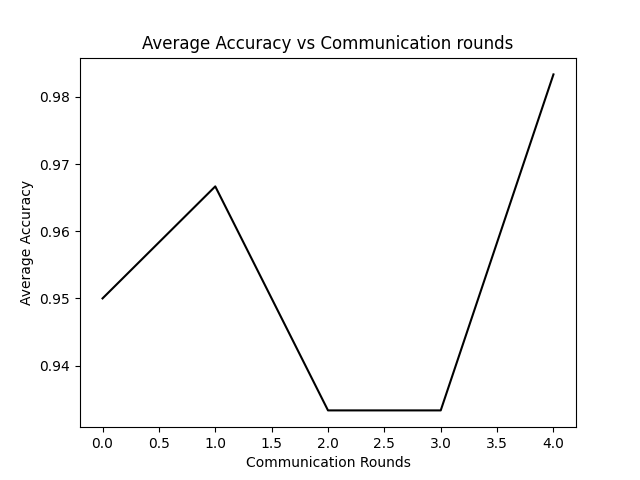 Average Accuracy vs Communication rounds
0.98
0.97
0.96
0.95
0.94
Average Accuracy
0.0 0.5 1.0 1.5 2.0 2.5 3.0 3.5 4.0
Communication Rounds